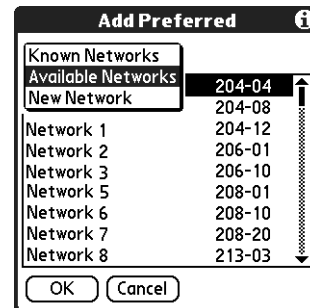 Add Preferred i
Known Networks
Available Networks
New Network
204-04
204-08
Network 1 204-12
Network 2 206-01
Network 3 206-10
Network 5 208-01
Network 6 208-10
Network 7 208-20
Network 8 213-03
OK Cancel